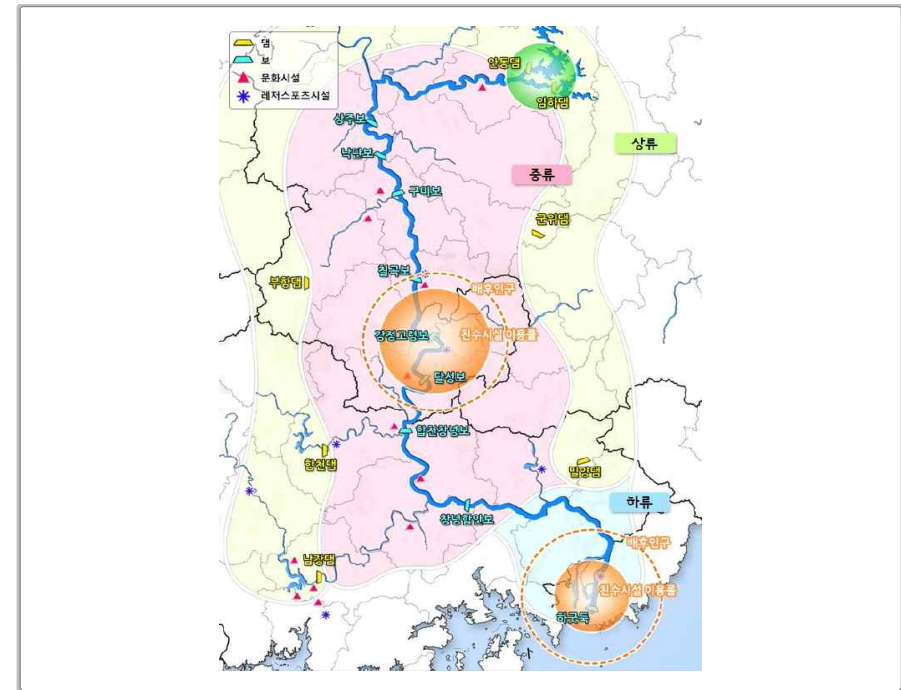 댐
보
문화시설
레저스포츠시설
안동댐
임하댐
상주보
상류
낙단보
중류
구미보
군위댐
칠곡보
부항댐
배후인구
강정고령보
친수시설 이용률
달성보
합천창녕보
합천댐
밀양댐
하류
창녕함안보
배후인구
남강댐
친수시설 이용률
하굿둑